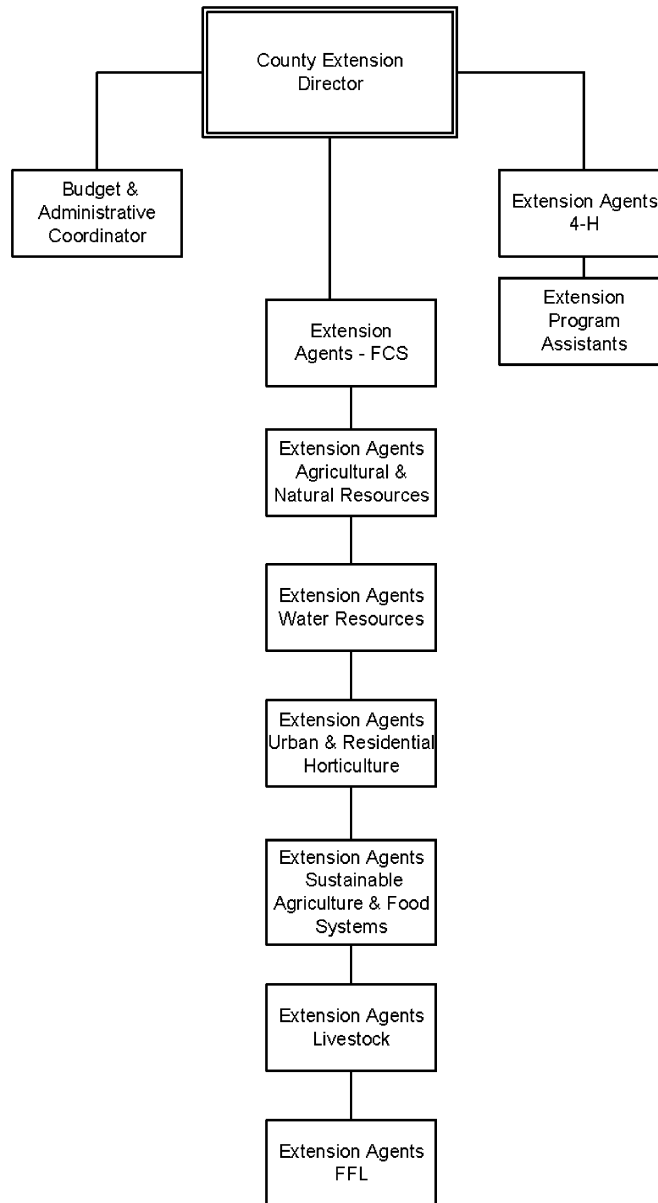 County Extension
Director
Budget &
Administrative
Coordinator
Extension Agents
4-H
Extension
Program
Assistants
Extension
Agents - FCS
Extension Agents
Agricultural &
Natural Resources
Extension Agents
Water Resources
Extension Agents
Urban & Residential
Horticulture
Extension Agents
Sustainable
Agriculture & Food
Systems
Extension Agents
Livestock
Extension Agents
FFL